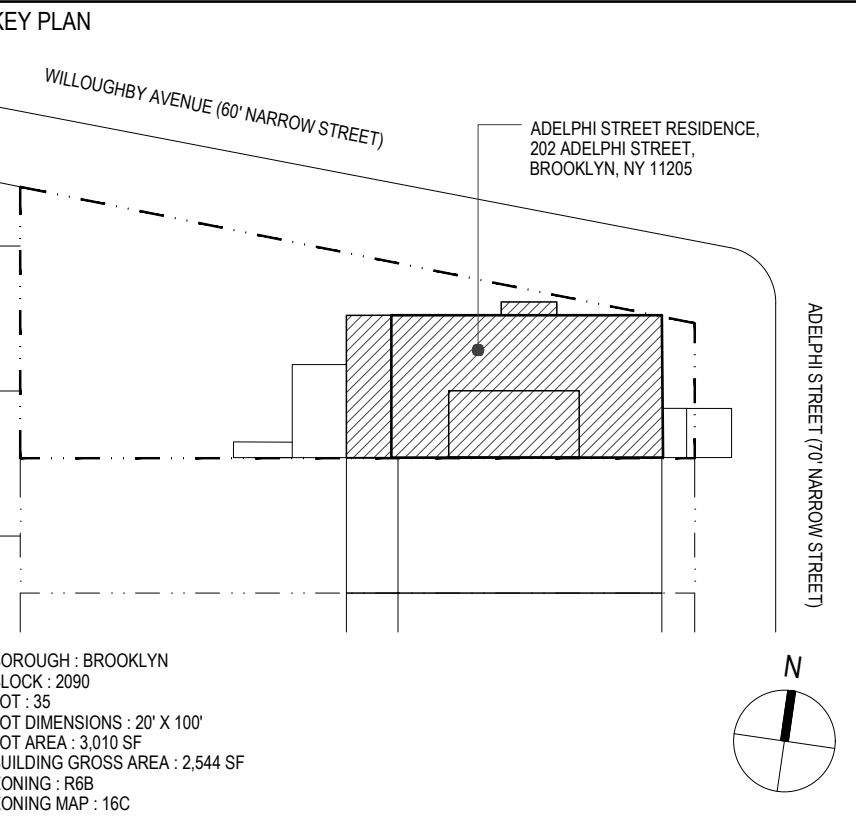 KEY PLAN
WILLOUGHBY AVENUE (60' NARROW STREET)
ADELPHI STREET RESIDENCE,
202 ADELPHI STREET,
BROOKLYN, NY 11205
ADELPHI STREET (70' NARROW STREET)
OROUGH : BROOKLYN
LOCK : 2090
OT : 35
OT DIMENSIONS : 20' X 100'
OT AREA : 3,010 SF
UILDING GROSS AREA : 2,544 SF
ONING : R6B
ONING MAP : 16C
N